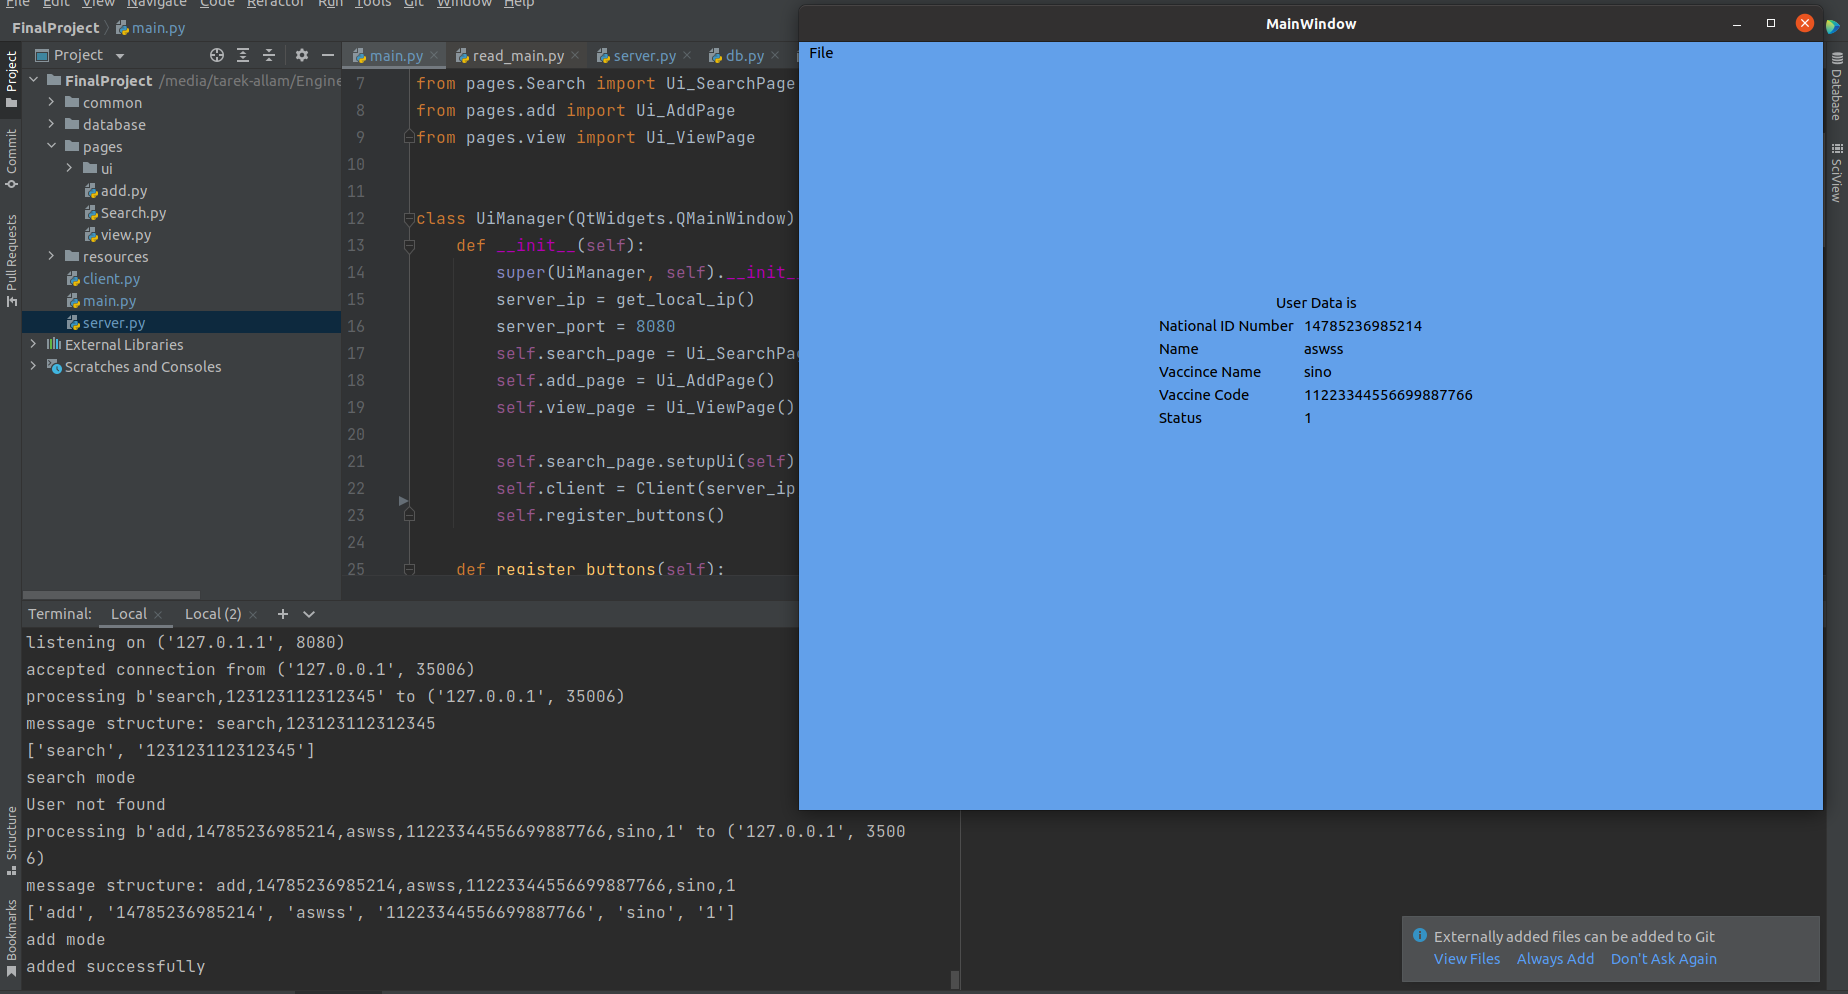 File Edit View Navigate Code Refactor Run Tools Git Window Help
FinalProject main.py
Project
main.py read_main.py server.py db.py
Project
Commit
Pull Requests
Structure
Bookmarks
FinalProject /media/tarek-allam/Engine
common
database
pages
ui
add.py
Search.py
view.py
resources
client.py
main.py
server.py
External Libraries
Scratches and Consoles
7 from pages.Search import Ui_SearchPage
8 from pages.add import Ui_AddPage
9 from pages.view import Ui_ViewPage
10
11
12 class UiManager(QtWidgets.QMainWindow)
13 def __init__(self):
14 super(UiManager, self).__init_
15 server_ip = get_local_ip()
16 server_port = 8080
17 self.search_page = Ui_SearchPa
18 self.add_page = Ui_AddPage()
19 self.view_page = Ui_ViewPage()
20
21 self.search_page.setupUi(self)
22 self.client = Client(server_ip
23 self.register_buttons()
24
25 def register_buttons(self):
MainWindow
File
User Data is
National ID Number 14785236985214
Name aswss
Vaccince Name sino
Vaccine Code 11223344556699887766
Status 1
Database
SciView
Terminal: Local Local (2)
listening on ('127.0.1.1', 8080)
accepted connection from ('127.0.0.1', 35006)
processing b'search,123123112312345' to ('127.0.0.1', 35006)
message structure: search,123123112312345
['search', '123123112312345']
search mode
User not found
processing b'add,14785236985214,aswss,11223344556699887766,sino,1' to ('127.0.0.1', 3500
6)
message structure: add,14785236985214,aswss,11223344556699887766,sino,1
['add', '14785236985214', 'aswss', '11223344556699887766', 'sino', '1']
add mode
added successfully
Externally added files can be added to Git
View Files Always Add Don't Ask Again